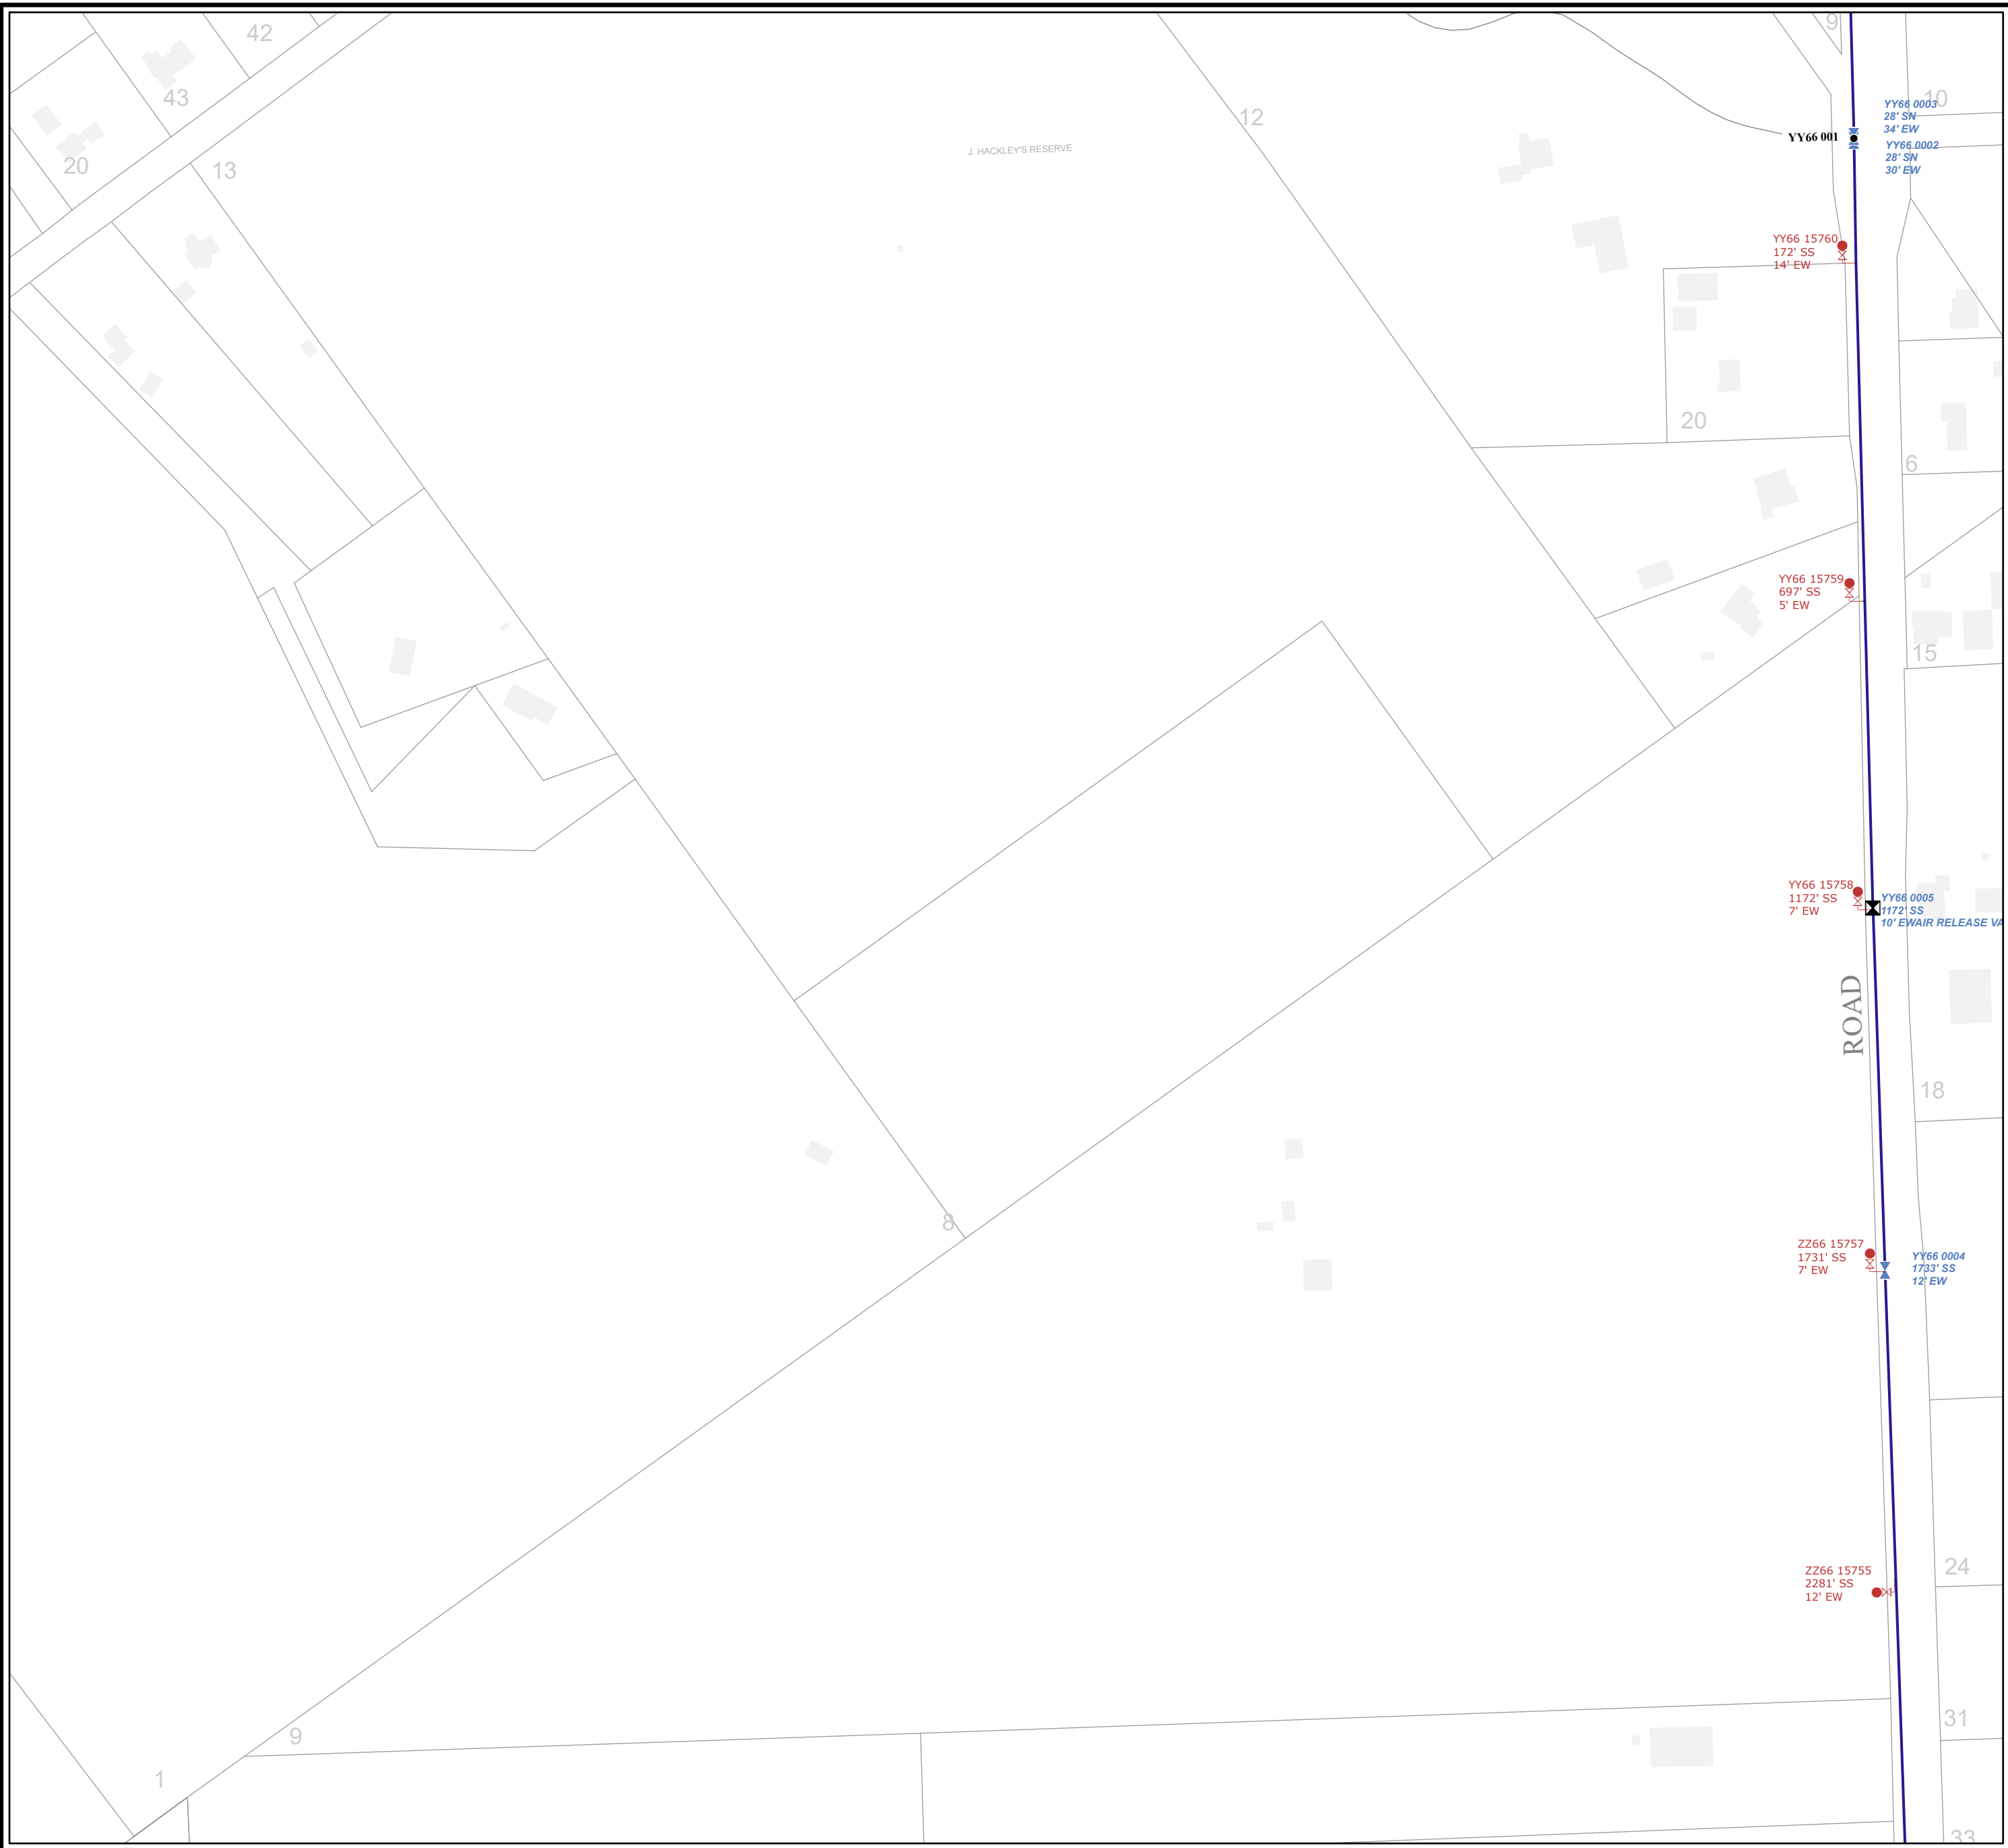 42
9
43
10
YY66 0003
28' SN
34' EW
12
YY66 001
YY66 0002
28' SN
30' EW
J. HACKLEY'S RESERVE
20
13
YY66 15760
172' SS
14' EW
20
6
YY66 15759
697' SS
5' EW
15
YY66 15758
1172' SS
7' EW
YY66 0005
1172' SS
10' EWAIR RELEASE VA
ROAD
18
8
ZZ66 15757
1731' SS
7' EW
YY66 0004
1733' SS
12' EW
24
ZZ66 15755
2281' SS
12' EW
31
9
1
33